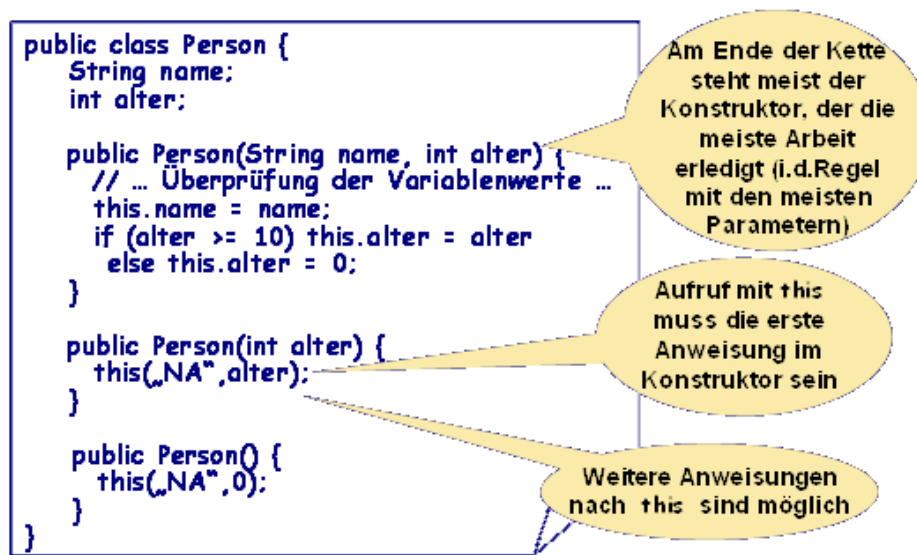 public class Person {
String name;
int alter;
public Person(String name, int alter) {
// ... Überprüfung der Variablenwerte ...
this.name = name;
if (alter >= 10) this.alter = alter
else this.alter = 0;
}
public Person(int alter) {
this(„NA“,alter);
}
public Person() {
this(„NA“,0);
}
}
Am Ende der Kette
steht meist der
Konstruktor, der die
meiste Arbeit
erledigt (i.d.Regel
mit den meisten
Parametern)
Aufruf mit this
muss die erste
Anweisung im
Konstruktor sein
Weitere Anweisungen
nach this sind möglich